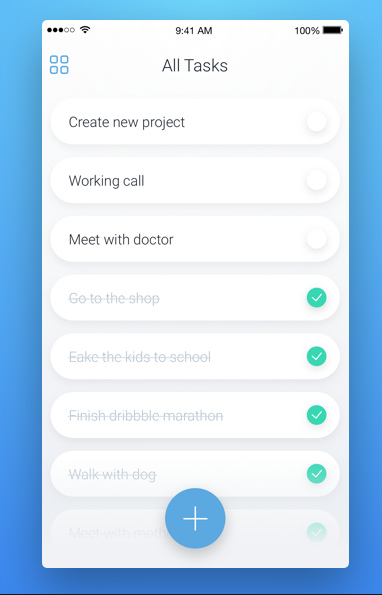 9:41 AM
100%
All Tasks
Create new project
Working call
Meet with doctor
Go to the shop
Eake the kids to school
Finish dribbble marathon
Walk with dog
Meet with